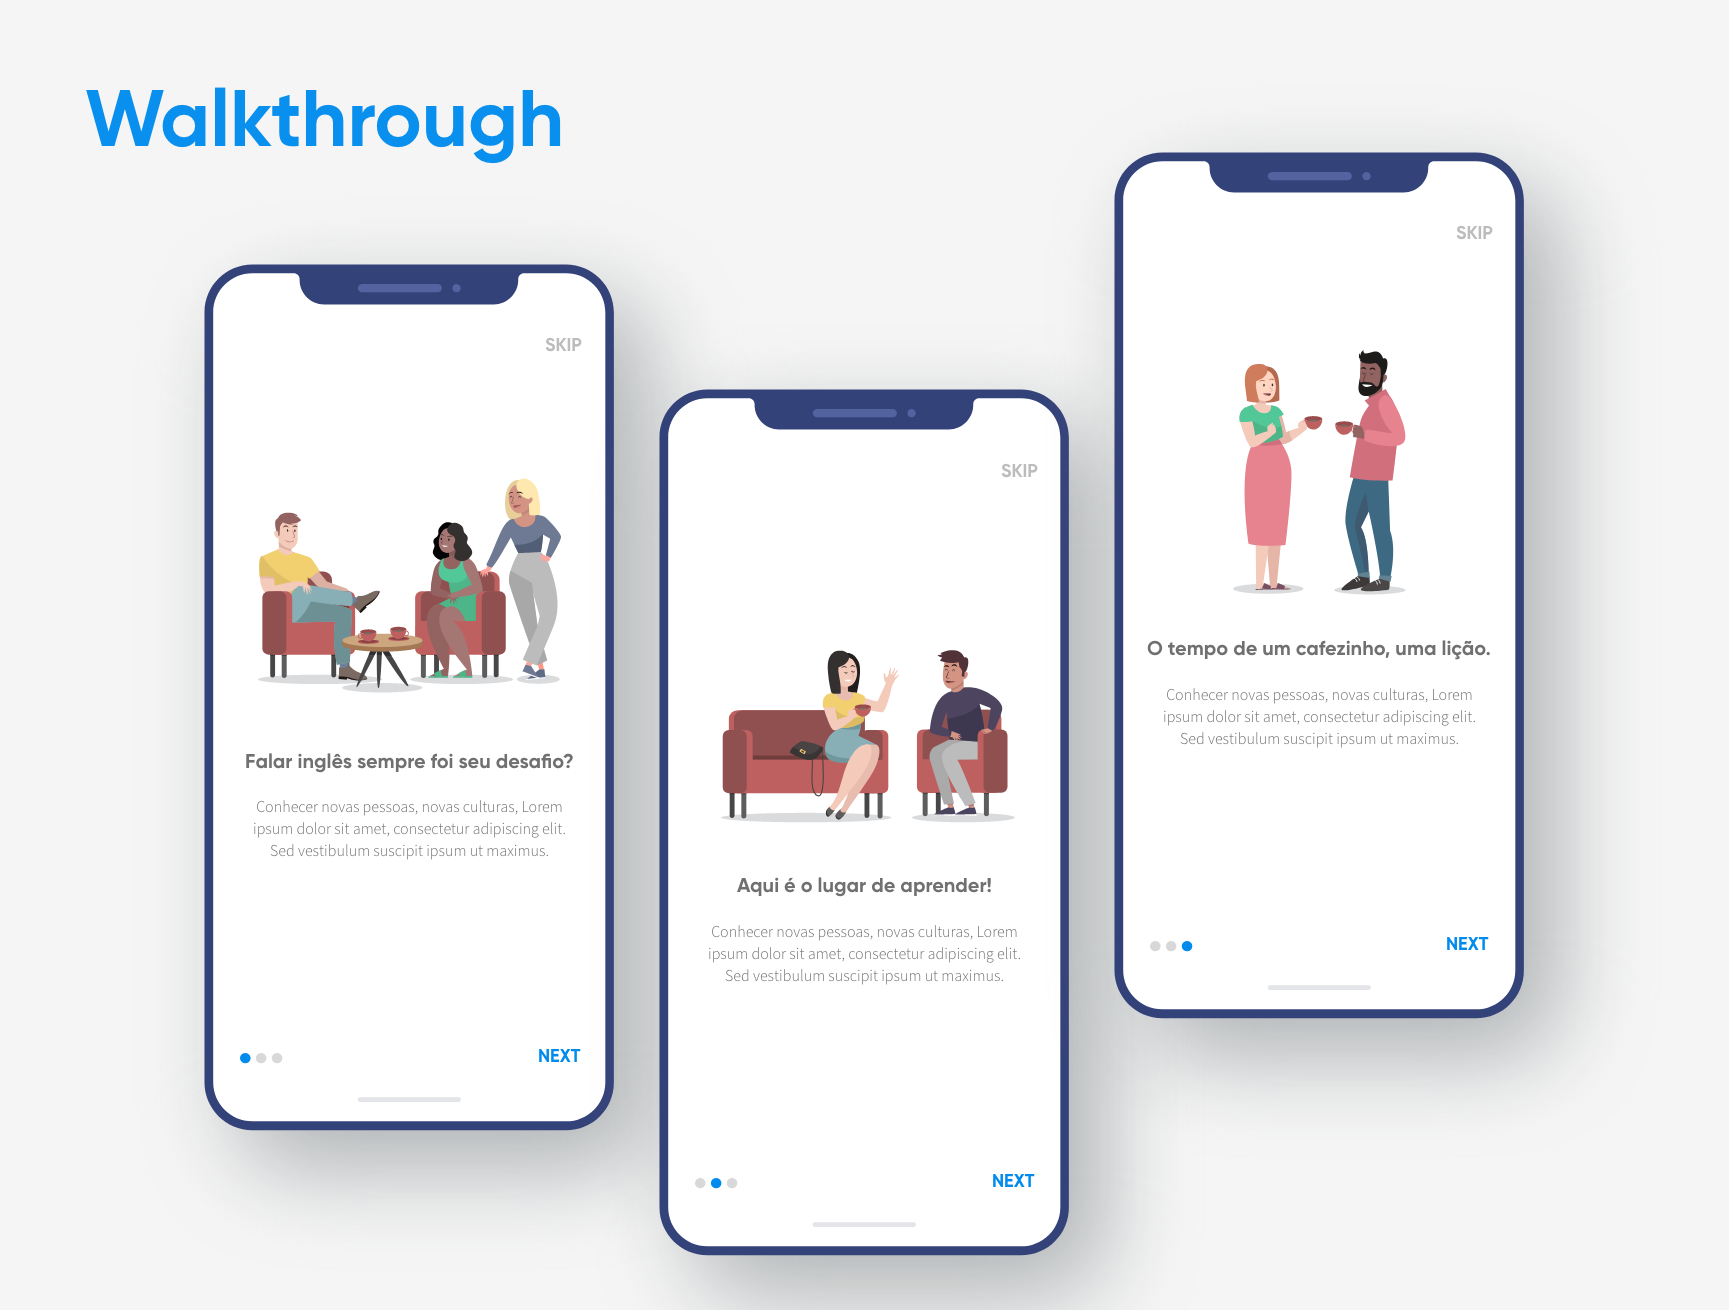 Walkthrough
SKIP
Falar inglês sempre foi seu desafio?
Conhecer novas pessoas, novas culturas, Lorem
ipsum dolor sit amet, consectetur adipiscing elit.
Sed vestibulum suscipit ipsum ut maximus.
NEXT
SKIP
Aqui é o lugar de aprender!
Conhecer novas pessoas, novas culturas, Lorem
ipsum dolor sit amet, consectetur adipiscing elit.
Sed vestibulum suscipit ipsum ut maximus.
NEXT
SKIP
O tempo de um cafezinho, uma lição.
Conhecer novas pessoas, novas culturas, Lorem
ipsum dolor sit amet, consectetur adipiscing elit.
Sed vestibulum suscipit ipsum ut maximus.
NEXT